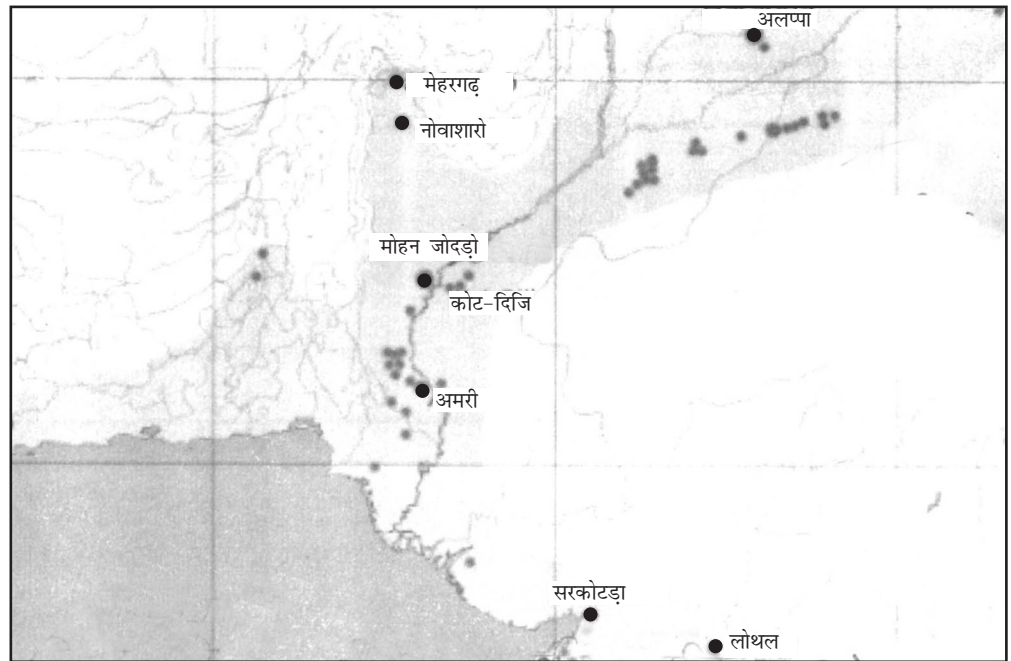 अलप्पा
मेहरगढ़
नोवाशारो
मोहन जोदड़ो
कोट-दिजि
अमरी
सरकोटड़ा
लोथल